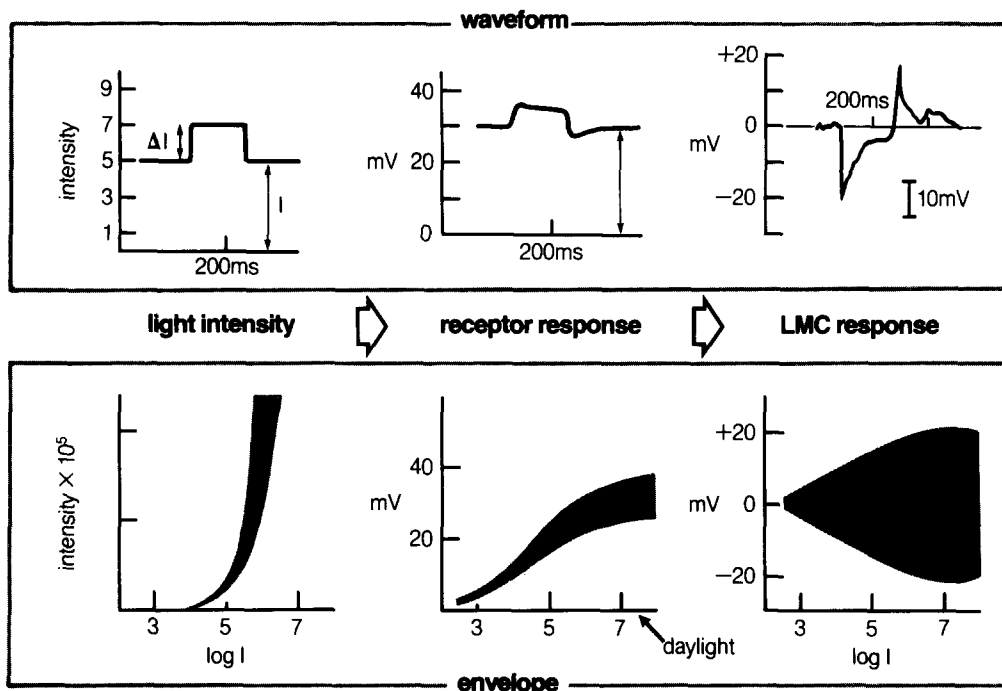 waveform
9
7
5
3
1
intensity
ΔI
I
200ms
40
20
0
mV
200ms
+20
0
−20
mV
200ms
10mV
light intensity
receptor response
LMC response
intensity × 10⁵
3 5 7
log I
mV
40
20
3 5 7
daylight
mV
+20
0
−20
3 5 7
log I
envelope